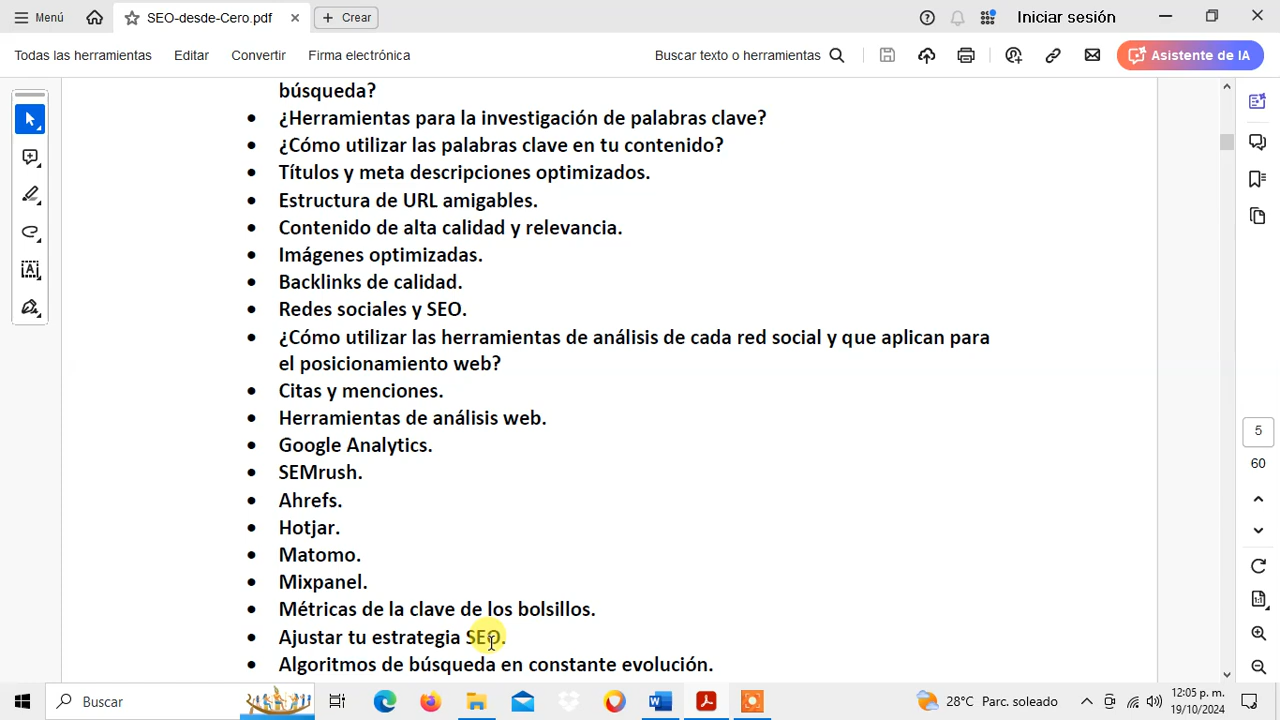 Menú
SEO-desde-Cero.pdf
Crear
Iniciar sesión
Todas las herramientas
Editar
Convertir
Firma electrónica
Buscar texto o herramientas
Asistente de IA
búsqueda?
• ¿Herramientas para la investigación de palabras clave?
• ¿Cómo utilizar las palabras clave en tu contenido?
• Títulos y meta descripciones optimizados.
• Estructura de URL amigables.
• Contenido de alta calidad y relevancia.
• Imágenes optimizadas.
• Backlinks de calidad.
• Redes sociales y SEO.
• ¿Cómo utilizar las herramientas de análisis de cada red social y que aplican para
el posicionamiento web?
• Citas y menciones.
• Herramientas de análisis web.
• Google Analytics.
• SEMrush.
• Ahrefs.
• Hotjar.
• Matomo.
• Mixpanel.
• Métricas de la clave de los bolsillos.
• Ajustar tu estrategia SEO.
• Algoritmos de búsqueda en constante evolución.
5
60
Buscar
28°C Parc. soleado
12:05 p. m.
19/10/2024